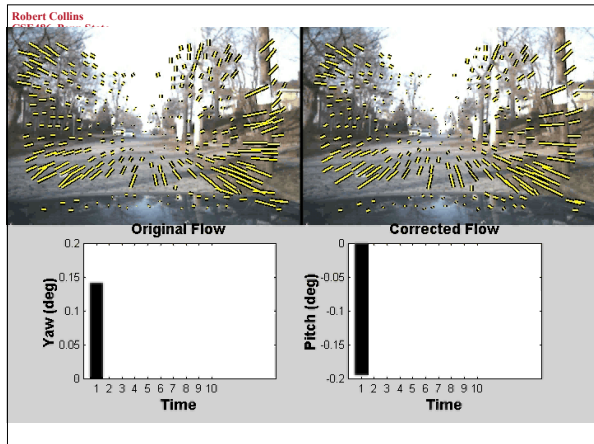 Robert Collins
Original Flow
Corrected Flow
0.2
0.15
0.1
0.05
0
Yaw (deg)
1 2 3 4 5 6 7 8 9 10
Time
0
-0.05
-0.1
-0.15
-0.2
Pitch (deg)
1 2 3 4 5 6 7 8 9 10
Time